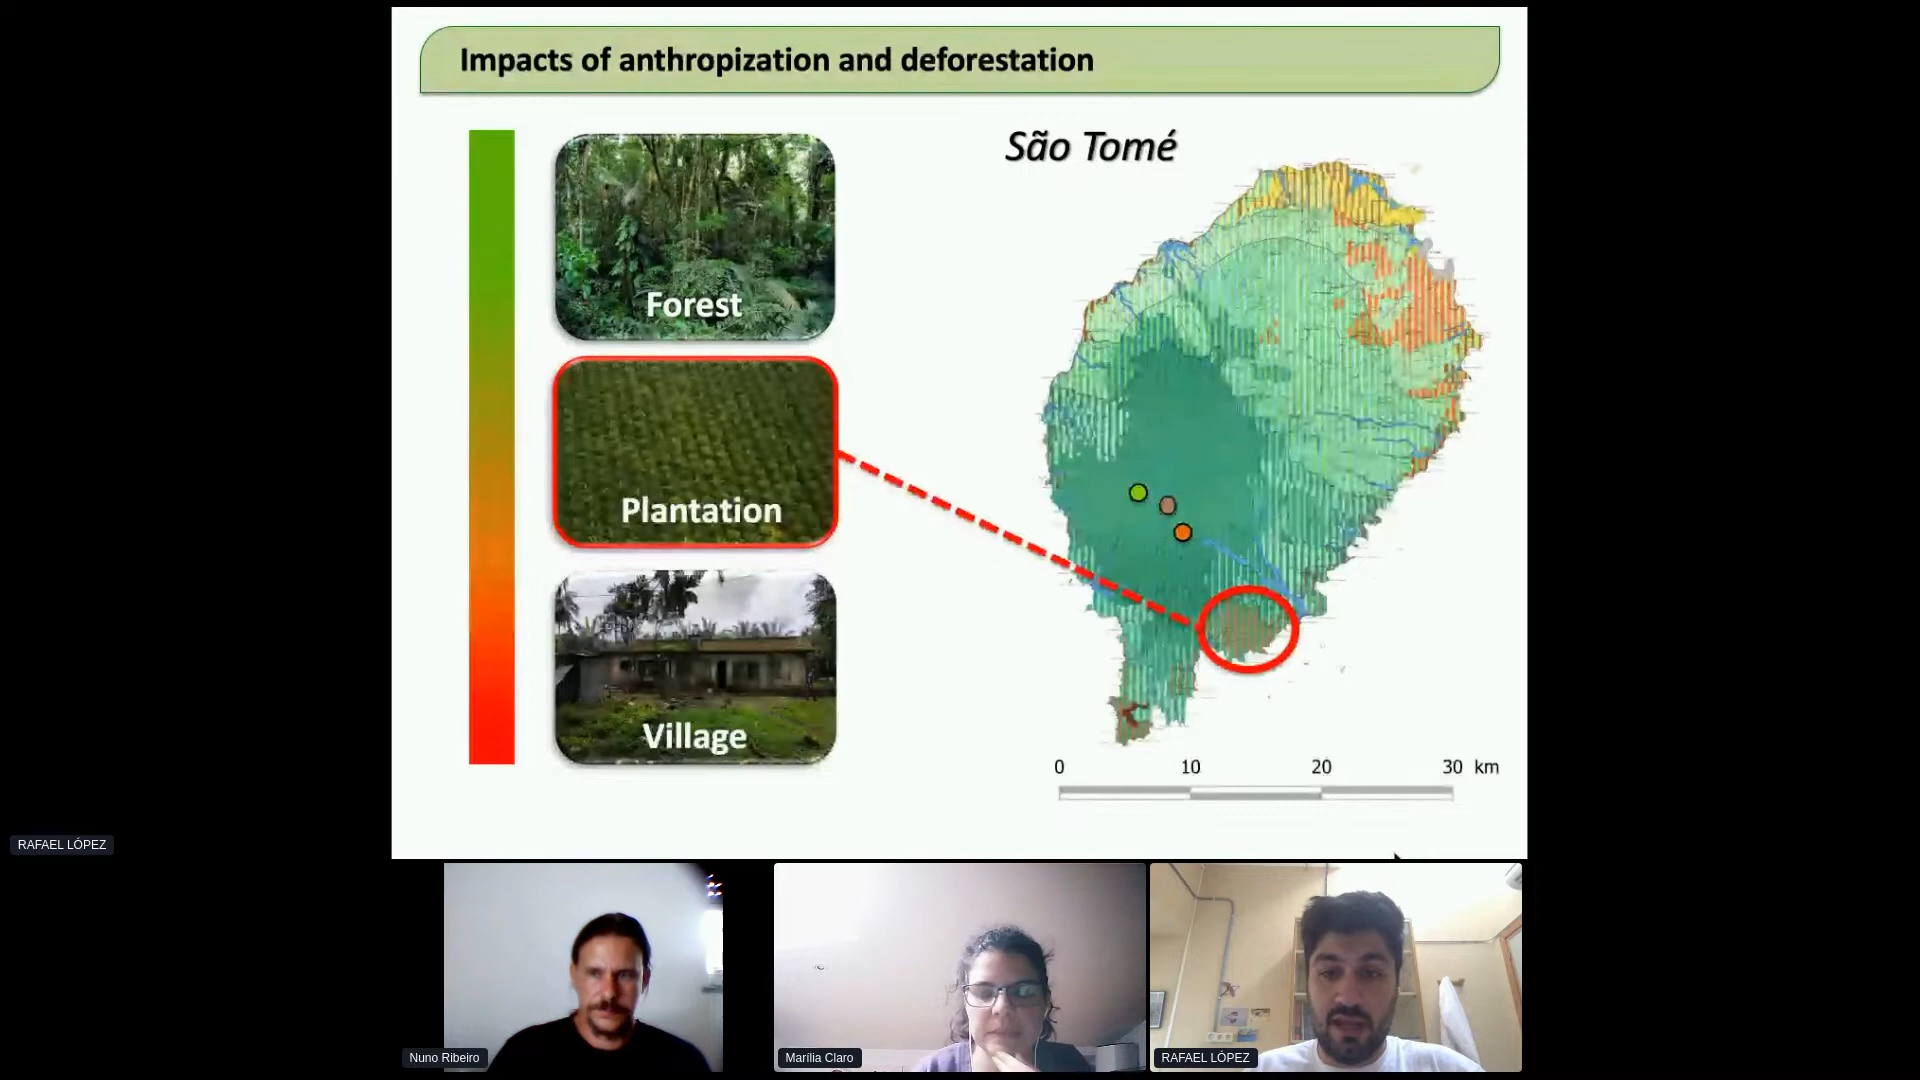 Impacts of anthropization and deforestation
São Tomé
Forest
Plantation
Village
0 10 20 30 km
RAFAEL LÓPEZ
Nuno Ribeiro
Marília Claro
RAFAEL LÓPEZ